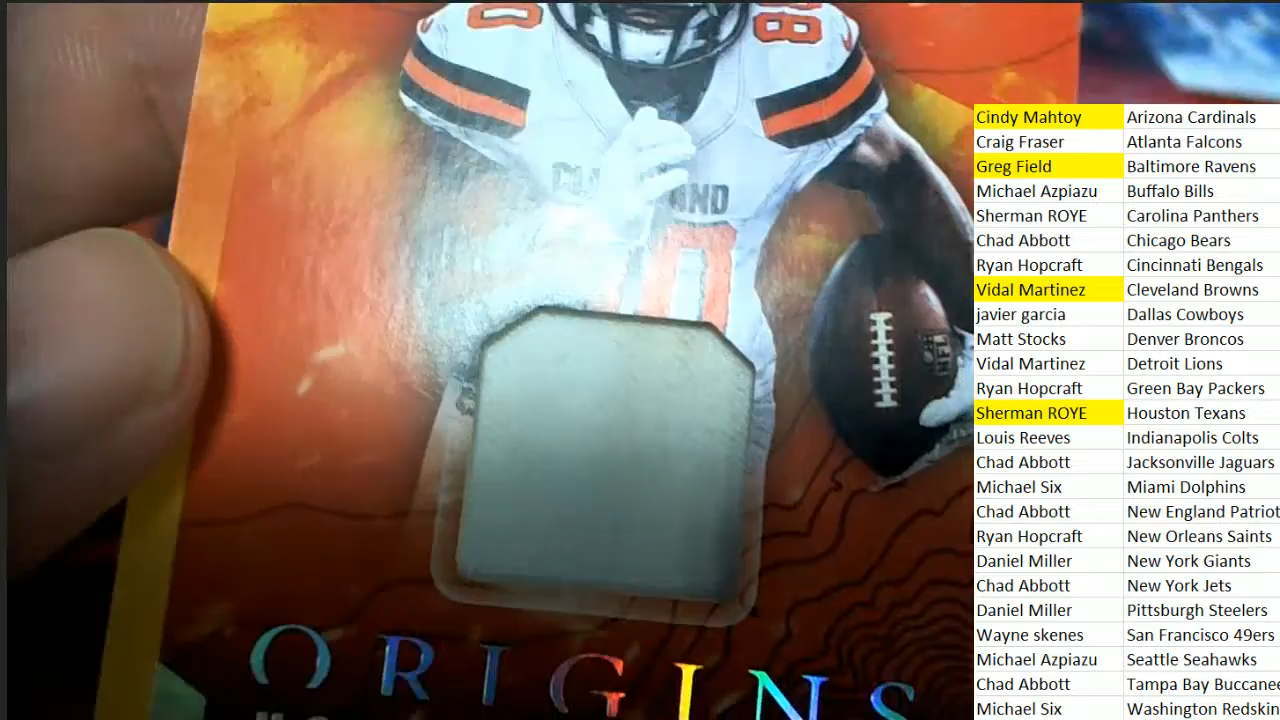 CLEVELAND
80
ORIGINS
Cindy Mahtoy Arizona Cardinals
Craig Fraser Atlanta Falcons
Greg Field Baltimore Ravens
Michael Azpiazu Buffalo Bills
Sherman ROYE Carolina Panthers
Chad Abbott Chicago Bears
Ryan Hopcraft Cincinnati Bengals
Vidal Martinez Cleveland Browns
javier garcia Dallas Cowboys
Matt Stocks Denver Broncos
Vidal Martinez Detroit Lions
Ryan Hopcraft Green Bay Packers
Sherman ROYE Houston Texans
Louis Reeves Indianapolis Colts
Chad Abbott Jacksonville Jaguars
Michael Six Miami Dolphins
Chad Abbott New England Patriot
Ryan Hopcraft New Orleans Saints
Daniel Miller New York Giants
Chad Abbott New York Jets
Daniel Miller Pittsburgh Steelers
Wayne skenes San Francisco 49ers
Michael Azpiazu Seattle Seahawks
Chad Abbott Tampa Bay Buccanee
Michael Six Washington Redskin